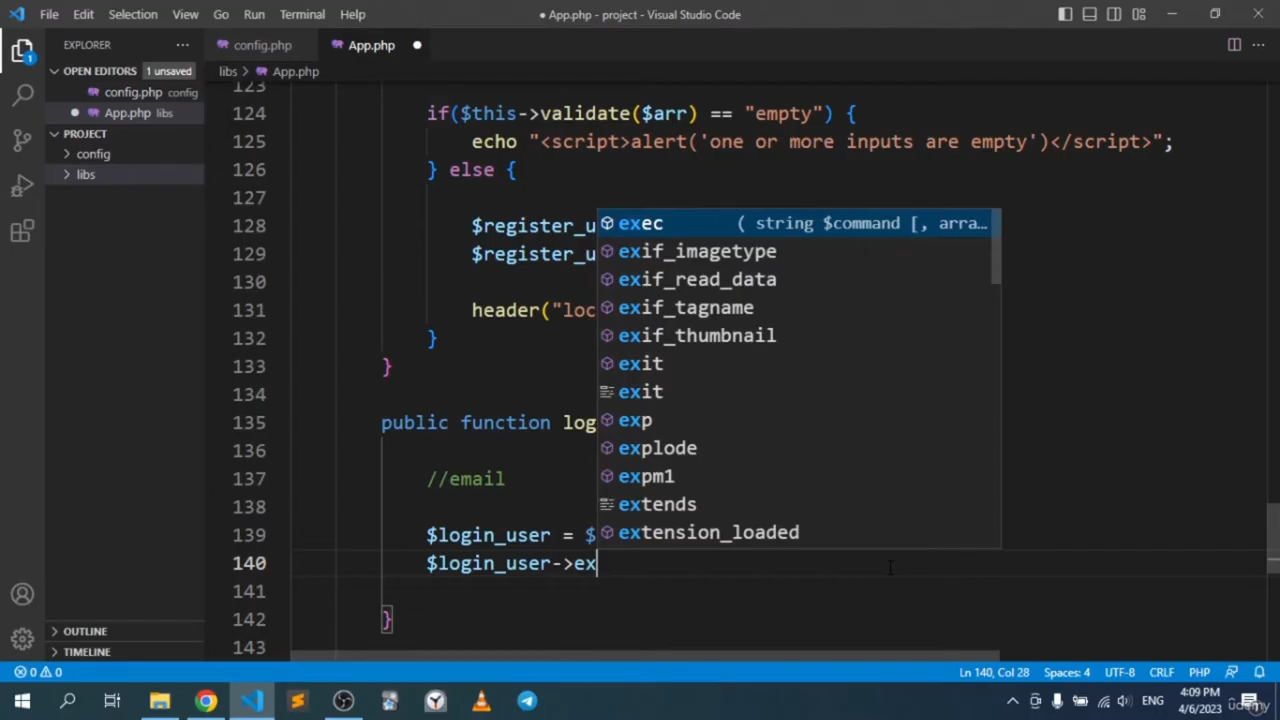 File Edit Selection View Go Run Terminal Help
● App.php - project - Visual Studio Code
EXPLORER
OPEN EDITORS 1 unsaved
config.php config
App.php libs
PROJECT
config
libs
OUTLINE
TIMELINE
config.php App.php
libs > App.php
123
124 if($this->validate($arr) == "empty") {
125 echo "<script>alert('one or more inputs are empty')</script>";
126 } else {
127
128 $register_u
129 $register_u
130
131 header("loc
132 }
133 }
134
135 public function log
136
137 //email
138
139 $login_user = $
140 $login_user->ex
141
142 }
143
exec ( string $command [, arra…
exif_imagetype
exif_read_data
exif_tagname
exif_thumbnail
exit
exit
exp
explode
expm1
extends
extension_loaded
0 0 Ln 140, Col 28 Spaces: 4 UTF-8 CRLF PHP
ENG
4:09 PM
4/6/2023
udemy
1